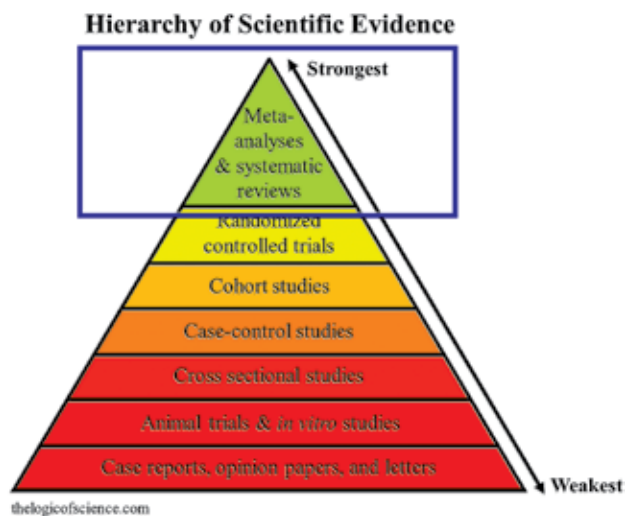 Hierarchy of Scientific Evidence
Strongest
Meta-
analyses
& systematic
reviews
Randomized
controlled trials
Cohort studies
Case-control studies
Cross sectional studies
Animal trials & in vitro studies
Case reports, opinion papers, and letters
Weakest
thelogicofscience.com